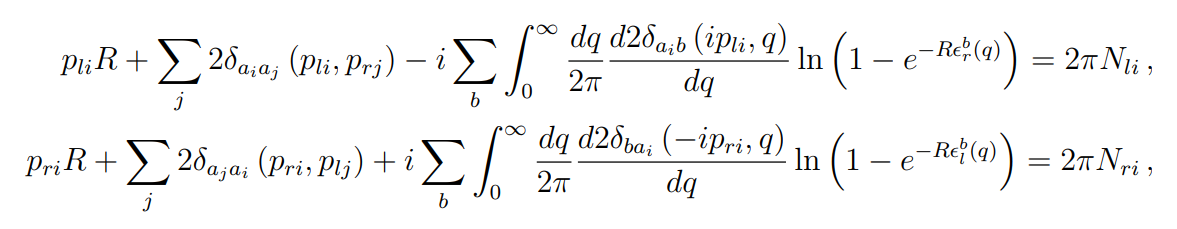 p_{li} R + \sum_j 2\delta_{a_i a_j} (p_{li}, p_{rj}) - i \sum_b \int_0^\infty \frac{dq}{2\pi} \frac{d2\delta_{a_i b} (ip_{li}, q)}{dq} \ln \left( 1 - e^{-R\epsilon_r^b(q)} \right) = 2\pi N_{li} ,
p_{ri} R + \sum_j 2\delta_{a_j a_i} (p_{ri}, p_{lj}) + i \sum_b \int_0^\infty \frac{dq}{2\pi} \frac{d2\delta_{b a_i} (-ip_{ri}, q)}{dq} \ln \left( 1 - e^{-R\epsilon_l^b(q)} \right) = 2\pi N_{ri} ,